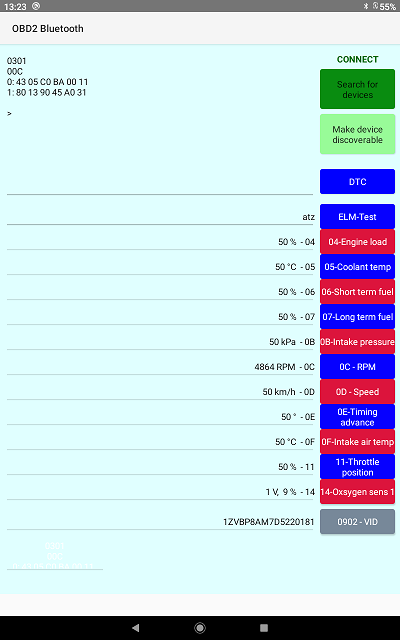 13:23 55%
OBD2 Bluetooth
0301
00C
0: 43 05 C0 BA 00 11
1: 80 13 90 45 A0 31
>
CONNECT
Search for
devices
Make device
discoverable
DTC
atz ELM-Test
50 % - 04 04-Engine load
50 °C - 05 05-Coolant temp
50 % - 06 06-Short term fuel
50 % - 07 07-Long term fuel
50 kPa - 0B 0B-Intake pressure
4864 RPM - 0C 0C - RPM
50 km/h - 0D 0D - Speed
50 ° - 0E 0E-Timing
advance
50 °C - 0F 0F-Intake air temp
50 % - 11 11-Throttle
position
1 V, 9 % - 14 14-Oxsygen sens 1
1ZVBP8AM7D5220181 0902 - VID
0301
00C